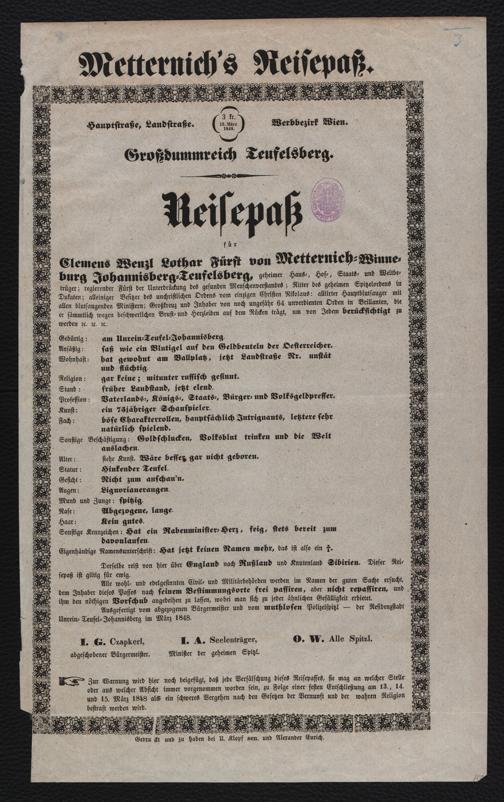 3
Metternich's Reisepaß.
Hauptstraße, Landstraße.
3 kr.
13. März
1848.
Werbbezirk Wien.
Großdummreich Teufelsberg.
Reisepaß
für
Clemens Wenzl Lothar Fürst von Metternich-Winne-
burg Johannisberg-Teufelsberg, geheimer Haus-, Hof-, Staats- und Weltbe-
trüger; regierender Fürst der Unterdrückung des gesunden Menschenverstandes; Ritter des geheimen Spitzelordens in
Dukaten; alleiniger Besitzer des unchristlichen Ordens vom einzigen Christen Nikolaus; allerter Hauptblutsauger mit
allen blutsaugenden Ministern; Großkreuz und Inhaber von noch ungefähr 64 unverdienten Orden in Brillanten, die
er sämmtlich wegen beschwerlichen Brust- und Herzleiden auf dem Rücken trägt, um von Jedem berücksichtigt zu
werden ꝛc. ꝛc. ꝛc.
Gebürtig: am Unrein-Teufel-Johannisberg.
Ansäßig: saß wie ein Blutigel auf den Geldbeuteln der Oesterreicher.
Wohnhaft: hat gewohnt am Ballplatz, jetzt Landstraße Nr. unstät
und flüchtig.
Religion: gar keine; mitunter russisch gesinnt.
Stand: früher Landstand, jetzt elend.
Profession: Vaterlands-, Königs-, Staats-, Bürger- und Volksgeldpresser.
Kunst: ein 75jähriger Schauspieler.
Fach: böse Charakterrollen, hauptsächlich Intriguants, letztere sehr
natürlich spielend.
Sonstige Beschäftigung: Goldschlucken, Volksblut trinken und die Welt
auslachen.
Alter: siehe Kunst. Wäre besser gar nicht geboren.
Statur: Hinkender Teufel.
Gesicht: Nicht zum anschau'n.
Augen: Liguorianeraugen.
Mund und Zunge: spitzig.
Nase: Abgezogene, lange.
Haar: Kein gutes.
Sonstige Kennzeichen: Hat ein Rabenminister-Herz, feig, stets bereit zum
davonlaufen.
Eigenhändige Namensunterschrift: Hat jetzt keinen Namen mehr, das ist also ein †.
Derselbe reist von hier über England nach Rußland und Knutenland Sibirien. Dieser Rei-
sepaß ist giltig für ewig.
Alle wohl- und edelgesinnten Civil- und Militärbehörden werden im Namen der guten Sache ersucht,
dem Inhaber dieses Passes nach seinem Bestimmungsorte frei passiren, aber nicht repassiren, und
ihm den nöthigen Vorschub angedeihen zu lassen, wobei man sich zu jeder ähnlichen Gefälligkeit erbietet.
Ausgefertigt vom abgezogenen Bürgermeister und vom muthlosen Polizeispitzl — der Residenzstadt
Unrein-Teufel-Johannisberg im März 1848.
I. G. Czapkerl,
abgeschobener Bürgermeister.
I. A. Seelenträger,
Minister der geheimen Spitzl.
O. W. Alle Spitzl.
Zur Warnung wird hier noch beigefügt, daß jede Verfälschung dieses Reisepasses, sie mag an welcher Stelle
oder aus welcher Absicht immer vorgenommen worden sein, zu Folge einer festen Entschließung am 13., 14.
und 15. März 1848 als ein schweres Vergehen nach den Gesetzen der Vernunft und der wahren Religion
bestraft werden wird.
Gedruckt und zu haben bei U. Klopf sen. und Alexander Eurich.